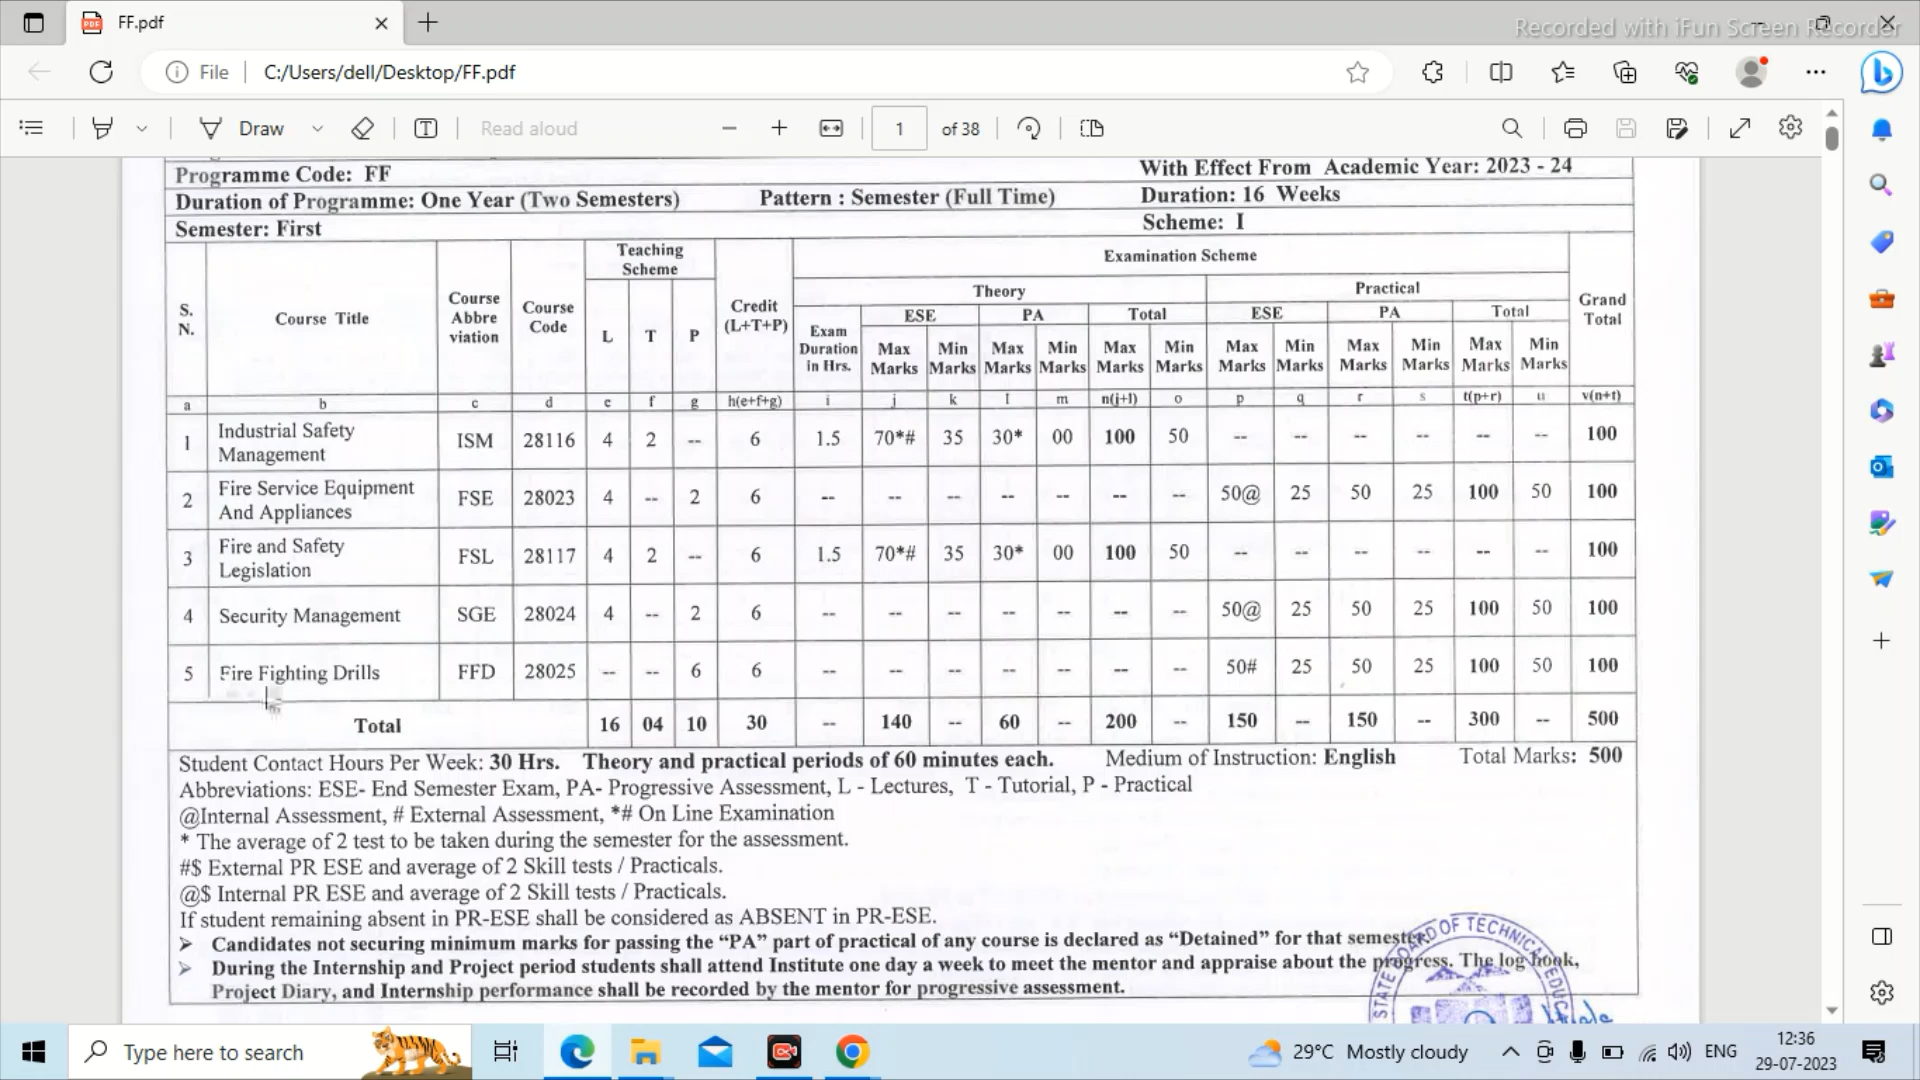 FF.pdf
Recorded with iFun Screen Recorder
File C:/Users/dell/Desktop/FF.pdf
Draw Read aloud 1 of 38
Programme Code: FF With Effect From Academic Year: 2023 - 24
Duration of Programme: One Year (Two Semesters) Pattern : Semester (Full Time) Duration: 16 Weeks
Semester: First Scheme: I
S. N. Course Title Course Abbre viation Course Code Teaching Scheme Credit (L+T+P) Examination Scheme Grand Total
Theory Practical
L T P Exam Duration in Hrs. ESE PA Total ESE PA Total
Max Marks Min Marks Max Marks Min Marks Max Marks Min Marks Max Marks Min Marks Max Marks Min Marks Max Marks Min Marks
a b c d e f g h(e+f+g) i j k l m n(j+l) o p q r s t(p+r) u v(n+t)
1 Industrial Safety Management ISM 28116 4 2 -- 6 1.5 70*# 35 30* 00 100 50 -- -- -- -- -- -- 100
2 Fire Service Equipment And Appliances FSE 28023 4 -- 2 6 -- -- -- -- -- -- -- 50@ 25 50 25 100 50 100
3 Fire and Safety Legislation FSL 28117 4 2 -- 6 1.5 70*# 35 30* 00 100 50 -- -- -- -- -- -- 100
4 Security Management SGE 28024 4 -- 2 6 -- -- -- -- -- -- -- 50@ 25 50 25 100 50 100
5 Fire Fighting Drills FFD 28025 -- -- 6 6 -- -- -- -- -- -- -- 50# 25 50 25 100 50 100
Total 16 04 10 30 -- 140 -- 60 -- 200 -- 150 -- 150 -- 300 -- 500
Student Contact Hours Per Week: 30 Hrs. Theory and practical periods of 60 minutes each. Medium of Instruction: English Total Marks: 500
Abbreviations: ESE- End Semester Exam, PA- Progressive Assessment, L - Lectures, T - Tutorial, P - Practical
@Internal Assessment, # External Assessment, *# On Line Examination
* The average of 2 test to be taken during the semester for the assessment.
#$ External PR ESE and average of 2 Skill tests / Practicals.
@$ Internal PR ESE and average of 2 Skill tests / Practicals.
If student remaining absent in PR-ESE shall be considered as ABSENT in PR-ESE.
➢ Candidates not securing minimum marks for passing the “PA” part of practical of any course is declared as “Detained” for that semester.
➢ During the Internship and Project period students shall attend Institute one day a week to meet the mentor and appraise about the progress. The log book,
Project Diary, and Internship performance shall be recorded by the mentor for progressive assessment.
STATE BOARD OF TECHNICAL EDUC
Type here to search 29°C Mostly cloudy ENG 12:36
29-07-2023